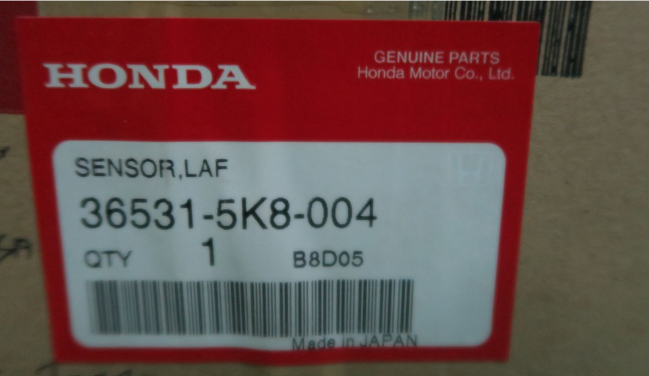 HONDA
GENUINE PARTS
Honda Motor Co., Ltd.
SENSOR,LAF
36531-5K8-004
QTY 1 B8D05
Made in JAPAN